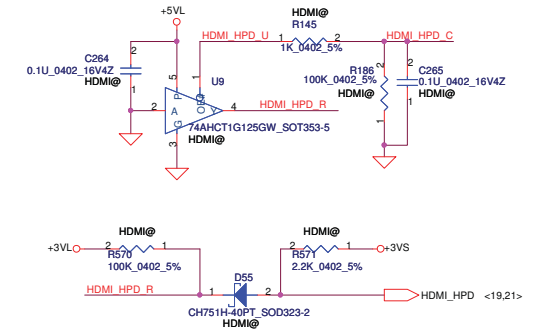 +5VL
HDMI@
R145
HDMI_HPD_U 1 2 HDMI_HPD_C
1K_0402_5%
C264
0.1U_0402_16V4Z
HDMI@
2
1
5
1
U9
P
OE#
2 A Y 4 HDMI_HPD_R
G
74AHCT1G125GW_SOT353-5
HDMI@
3
R186
100K_0402_5%
HDMI@
2
1
C265
0.1U_0402_16V4Z
HDMI@
2
1
HDMI@
+3VL 2 1
R570
100K_0402_5%
HDMI@
2 1 +3VS
R571
2.2K_0402_5%
HDMI_HPD_R 1 2 HDMI_HPD <19,21>
D55
CH751H-40PT_SOD323-2
HDMI@